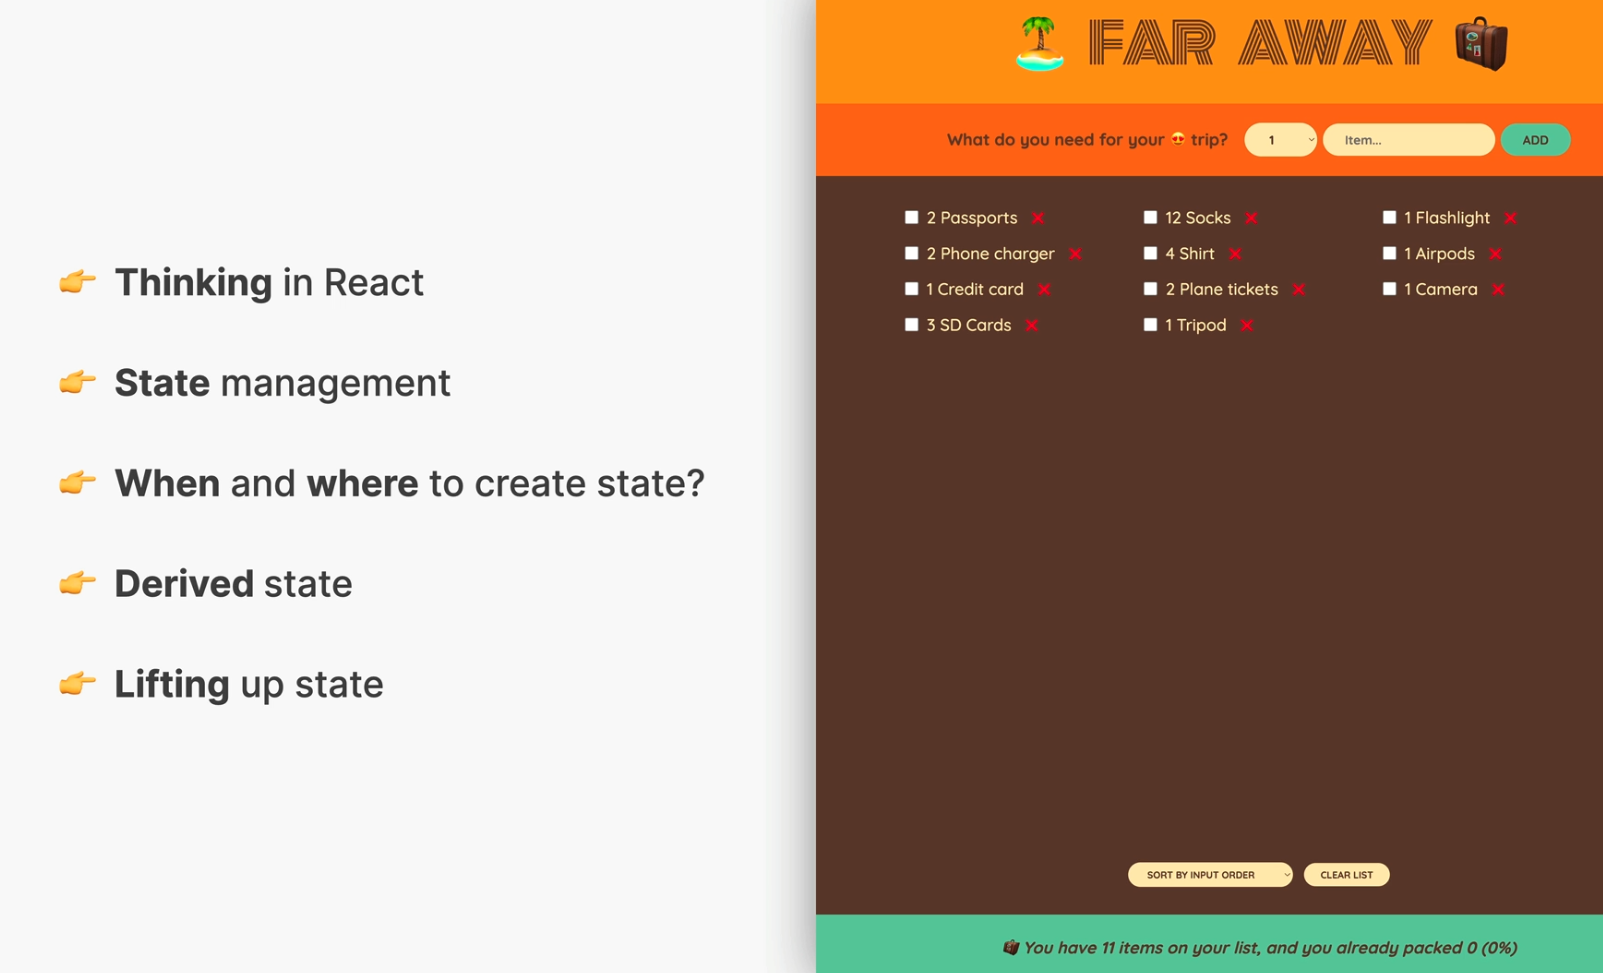 👉 Thinking in React
👉 State management
👉 When and where to create state?
👉 Derived state
👉 Lifting up state
🏝️ FAR AWAY 🧳
What do you need for your 😍 trip?
1
Item...
ADD
2 Passports ❌
2 Phone charger ❌
1 Credit card ❌
3 SD Cards ❌
12 Socks ❌
4 Shirt ❌
2 Plane tickets ❌
1 Tripod ❌
1 Flashlight ❌
1 Airpods ❌
1 Camera ❌
SORT BY INPUT ORDER
CLEAR LIST
🧳 You have 11 items on your list, and you already packed 0 (0%)